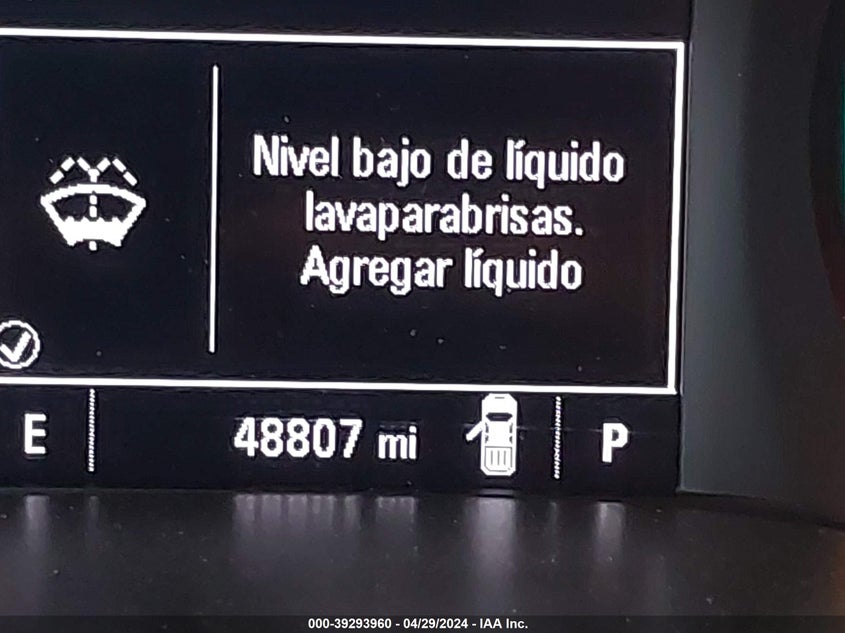 Nivel bajo de líquido
lavaparabrisas.
Agregar líquido
E 48807 mi P
000-39293960 - 04/29/2024 - IAA Inc.